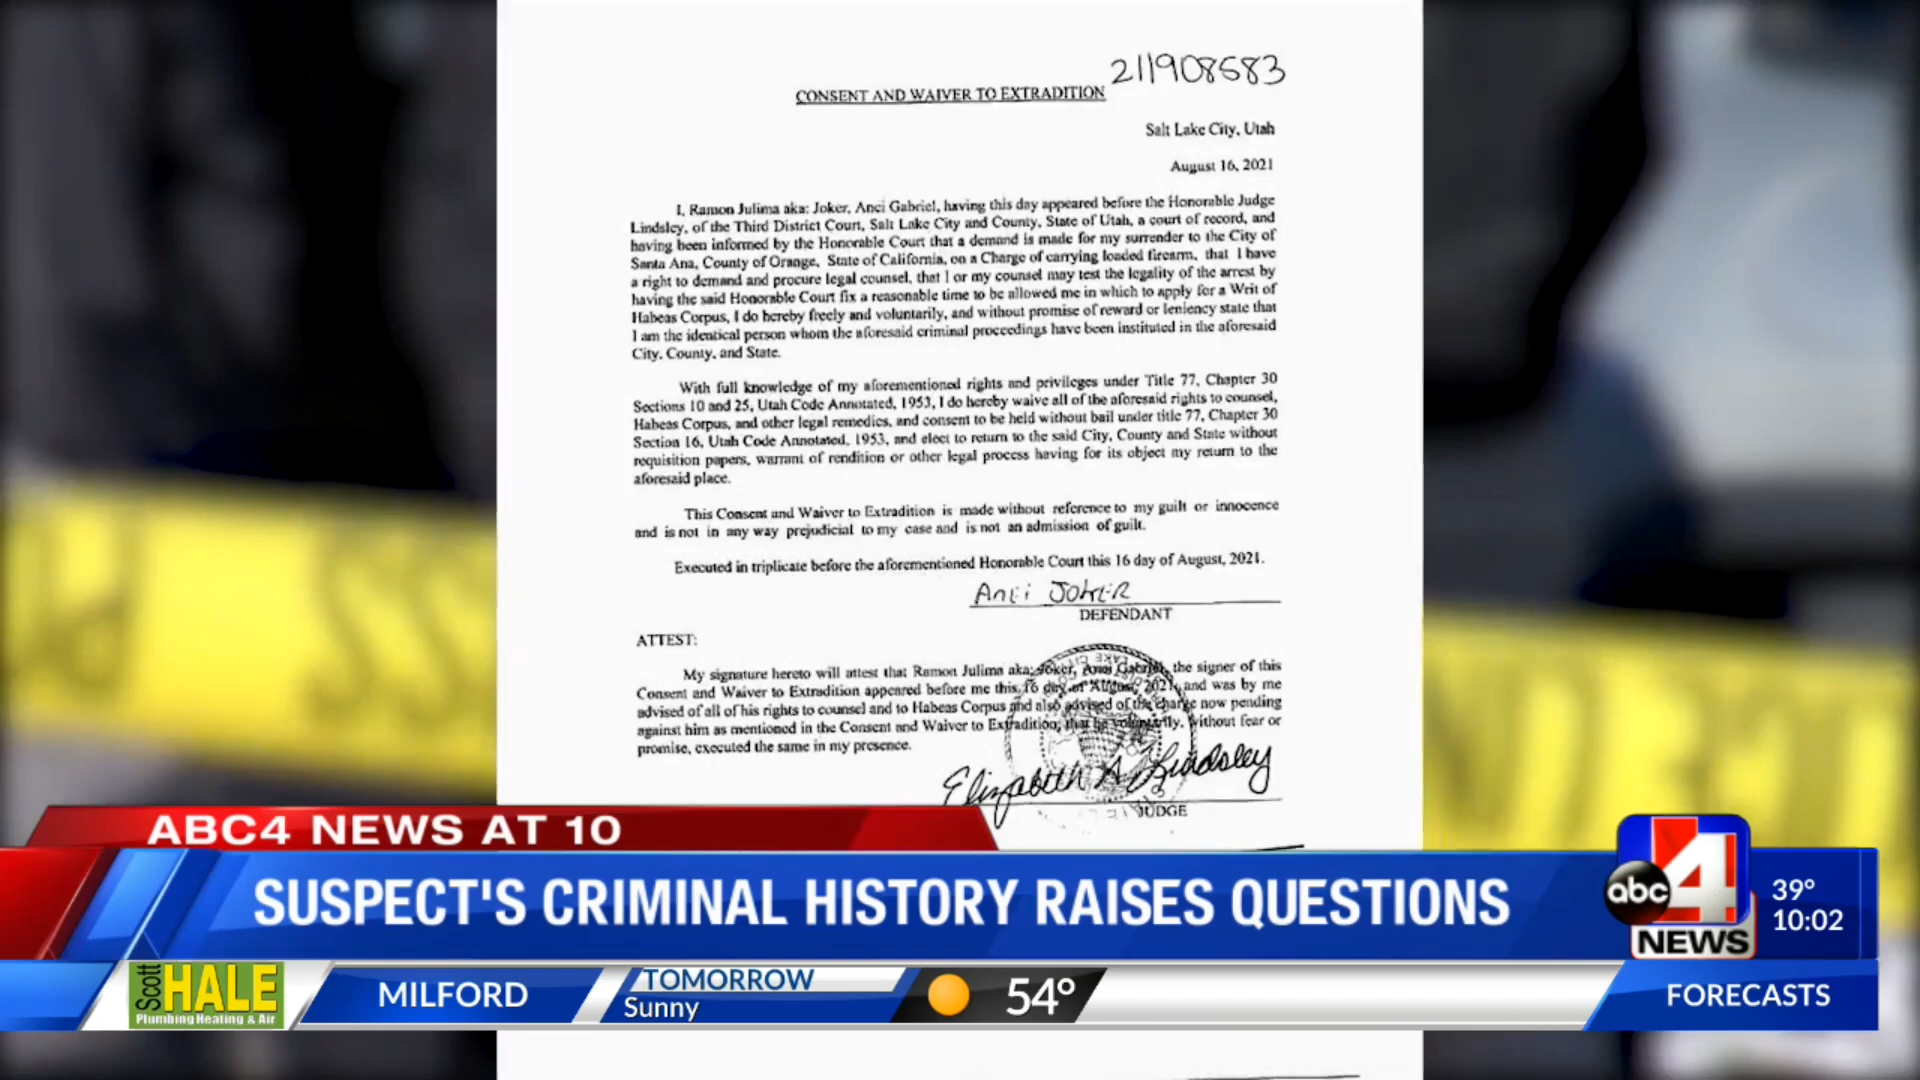 211908583
CONSENT AND WAIVER TO EXTRADITION
Salt Lake City, Utah
August 16, 2021
I, Ramon Julima aka: Joker, Anci Gabriel, having this day appeared before the Honorable Judge
Lindsley, of the Third District Court, Salt Lake City and County, State of Utah, a court of record, and
having been informed by the Honorable Court that a demand is made for my surrender to the City of
Santa Ana, County of Orange, State of California, on a Charge of carrying loaded firearm, that I have
a right to demand and procure legal counsel, that I or my counsel may test the legality of the arrest by
having the said Honorable Court fix a reasonable time to be allowed me in which to apply for a Writ of
Habeas Corpus, I do hereby freely and voluntarily, and without promise of reward or leniency state that
I am the identical person whom the aforesaid criminal proceedings have been instituted in the aforesaid
City, County, and State.
With full knowledge of my aforementioned rights and privileges under Title 77, Chapter 30
Sections 10 and 25, Utah Code Annotated, 1953, I do hereby waive all of the aforesaid rights to counsel,
Habeas Corpus, and other legal remedies, and consent to be held without bail under title 77, Chapter 30
Section 16, Utah Code Annotated, 1953, and elect to return to the said City, County and State without
requisition papers, warrant of rendition or other legal process having for its object my return to the
aforesaid place.
This Consent and Waiver to Extradition is made without reference to my guilt or innocence
and is not in any way prejudicial to my case and is not an admission of guilt.
Executed in triplicate before the aforementioned Honorable Court this 16 day of August, 2021.
Anci JOKER
DEFENDANT
ATTEST:
My signature hereto will attest that Ramon Julima aka: Joker, Anci Gabriel, the signer of this
Consent and Waiver to Extradition appeared before me this 16 day of August, 2021, and was by me
advised of all of his rights to counsel and to Habeas Corpus and also advised of the charge now pending
against him as mentioned in the Consent and Waiver to Extradition, that he voluntarily, without fear or
promise, executed the same in my presence.
Elizabeth A Lindsley
JUDGE
ABC4 NEWS AT 10
SUSPECT'S CRIMINAL HISTORY RAISES QUESTIONS
abc 4 NEWS
39°
10:02
Scott HALE
Plumbing Heating & Air
MILFORD
TOMORROW
Sunny
54°
FORECASTS